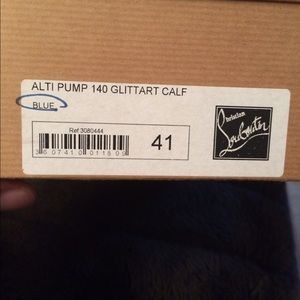 ALTI PUMP 140 GLITTART CALF
BLUE
Ref 3080444
41
Christian
Louboutin